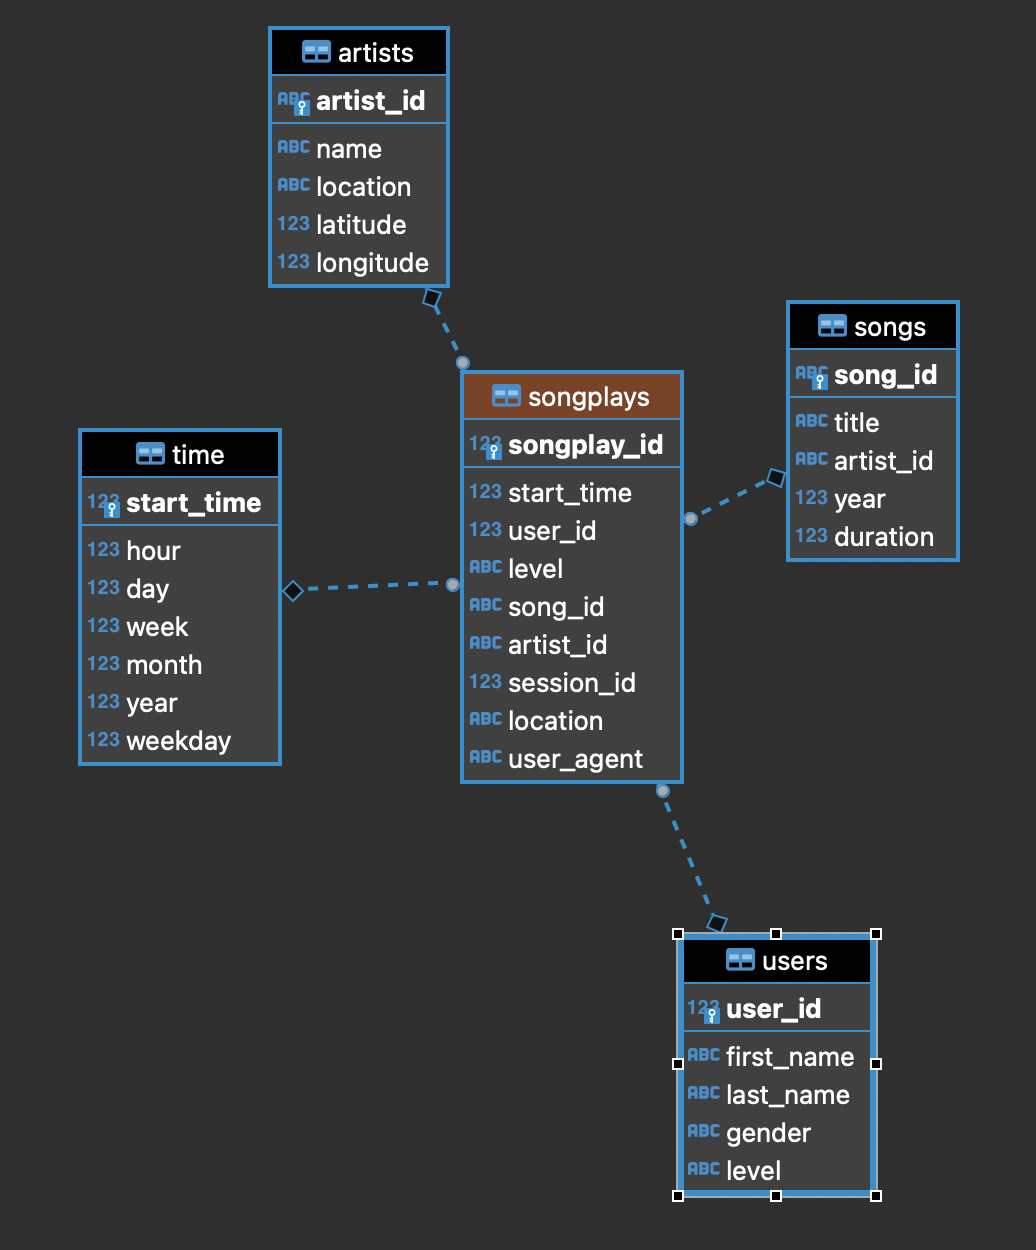 artists
ABC artist_id
ABC name
ABC location
123 latitude
123 longitude
songs
ABC song_id
ABC title
ABC artist_id
123 year
123 duration
songplays
123 songplay_id
123 start_time
123 user_id
ABC level
ABC song_id
ABC artist_id
123 session_id
ABC location
ABC user_agent
time
123 start_time
123 hour
123 day
123 week
123 month
123 year
123 weekday
users
123 user_id
ABC first_name
ABC last_name
ABC gender
ABC level